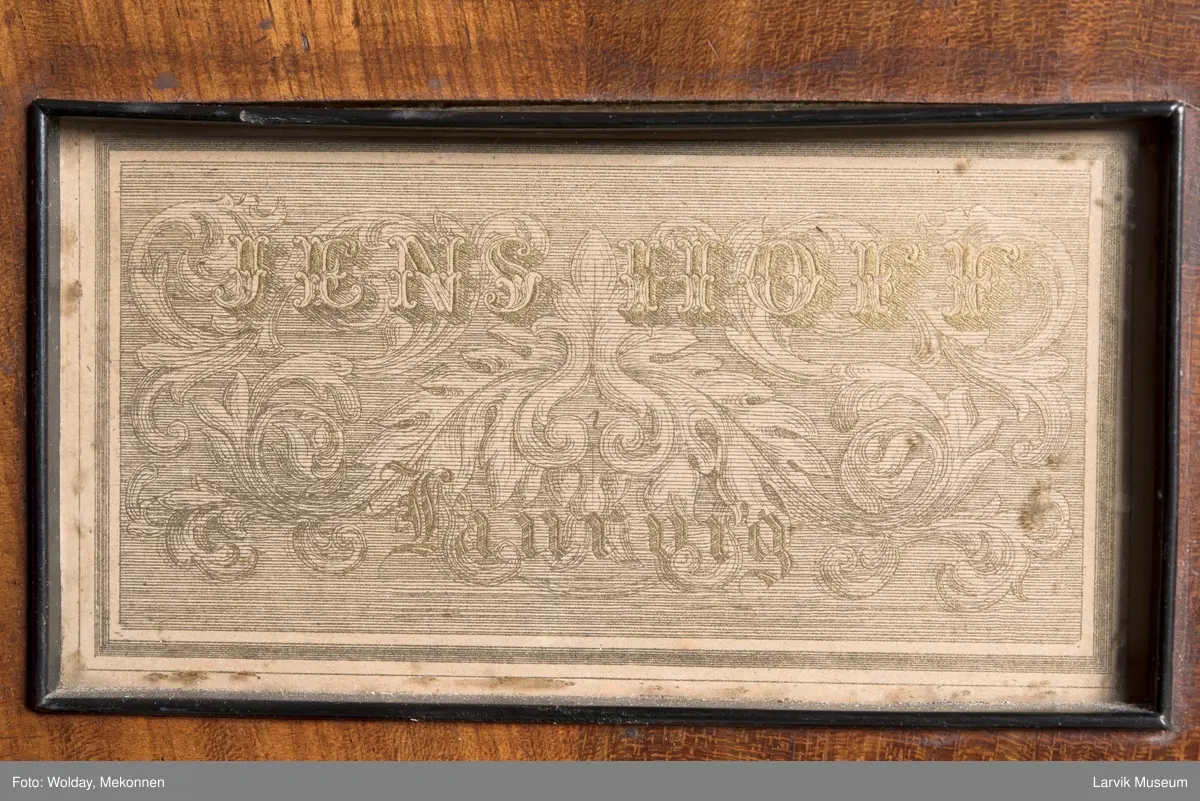 JENS HOFF
Laurvig
Foto: Wolday, Mekonnen
Larvik Museum